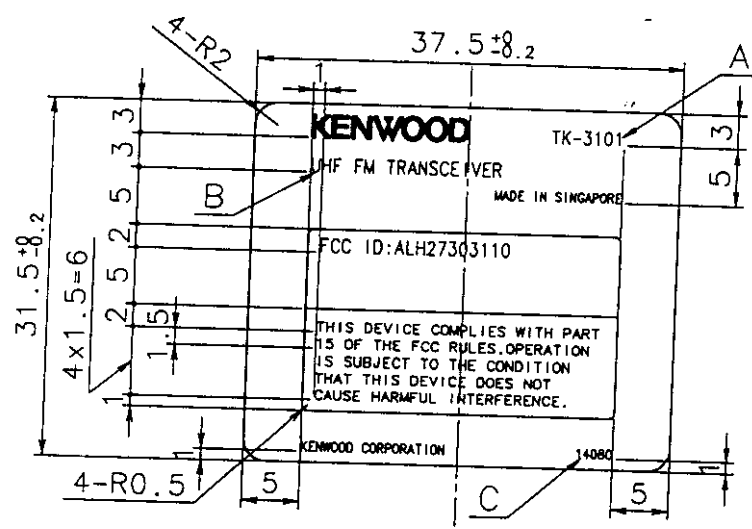 4-R2
37.5 +0 -0.2
A
1
KENWOOD
TK-3101
3
3
3
5
B
UHF FM TRANSCEIVER
MADE IN SINGAPORE
5
2
FCC ID:ALH27303110
31.5 +0 -0.2
5
2
4x1.5=6
1.5
THIS DEVICE COMPLIES WITH PART
15 OF THE FCC RULES.OPERATION
IS SUBJECT TO THE CONDITION
THAT THIS DEVICE DOES NOT
CAUSE HARMFUL INTERFERENCE.
1
1
KENWOOD CORPORATION
14080
1
4-R0.5
5
C
5